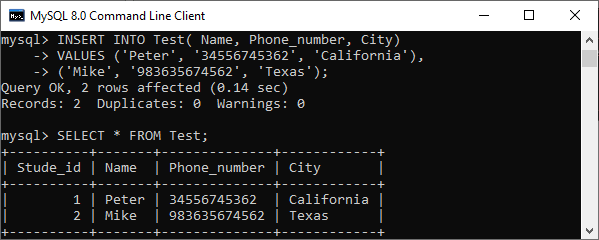 MySQL 8.0 Command Line Client
mysql> INSERT INTO Test( Name, Phone_number, City)
    -> VALUES ('Peter', '34556745362', 'California'),
    -> ('Mike', '983635674562', 'Texas');
Query OK, 2 rows affected (0.14 sec)
Records: 2  Duplicates: 0  Warnings: 0
mysql> SELECT * FROM Test;
+----------+-------+--------------+------------+
| Stude_id | Name  | Phone_number | City       |
+----------+-------+--------------+------------+
|        1 | Peter | 34556745362  | California |
|        2 | Mike  | 983635674562 | Texas      |
+----------+-------+--------------+------------+